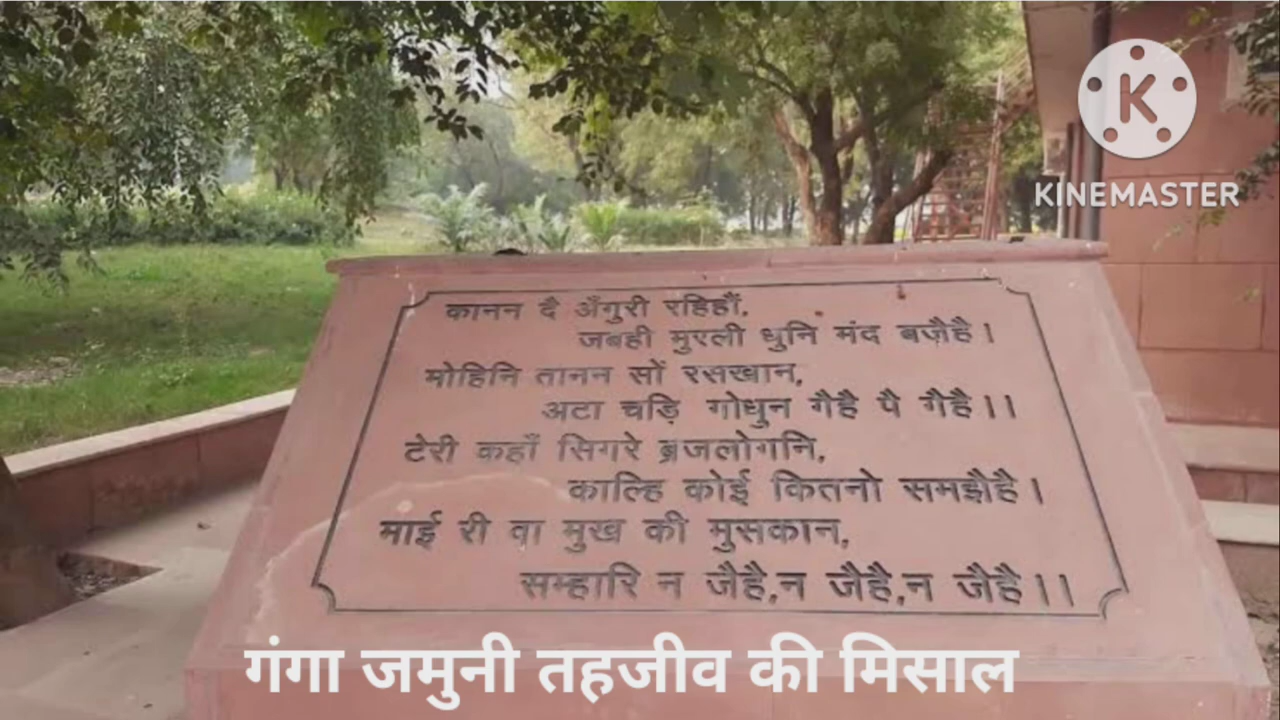 कानन दै अँगुरी रहिहौं,
जबही मुरली धुनि मंद बज़ैहै।
मोहिनि तानन सों रसखान,
अटा चड़ि गोधुन गैहै पै गैहै।।
टेरी कहाँ सिगरे ब्रजलोगनि,
काल्हि कोई कितनो समझैहै।
माई री वा मुख की मुसकान,
सम्हारि न जैहै,न जैहै,न जैहै।।
गंगा जमुनी तहजीव की मिसाल
K
KINEMASTER